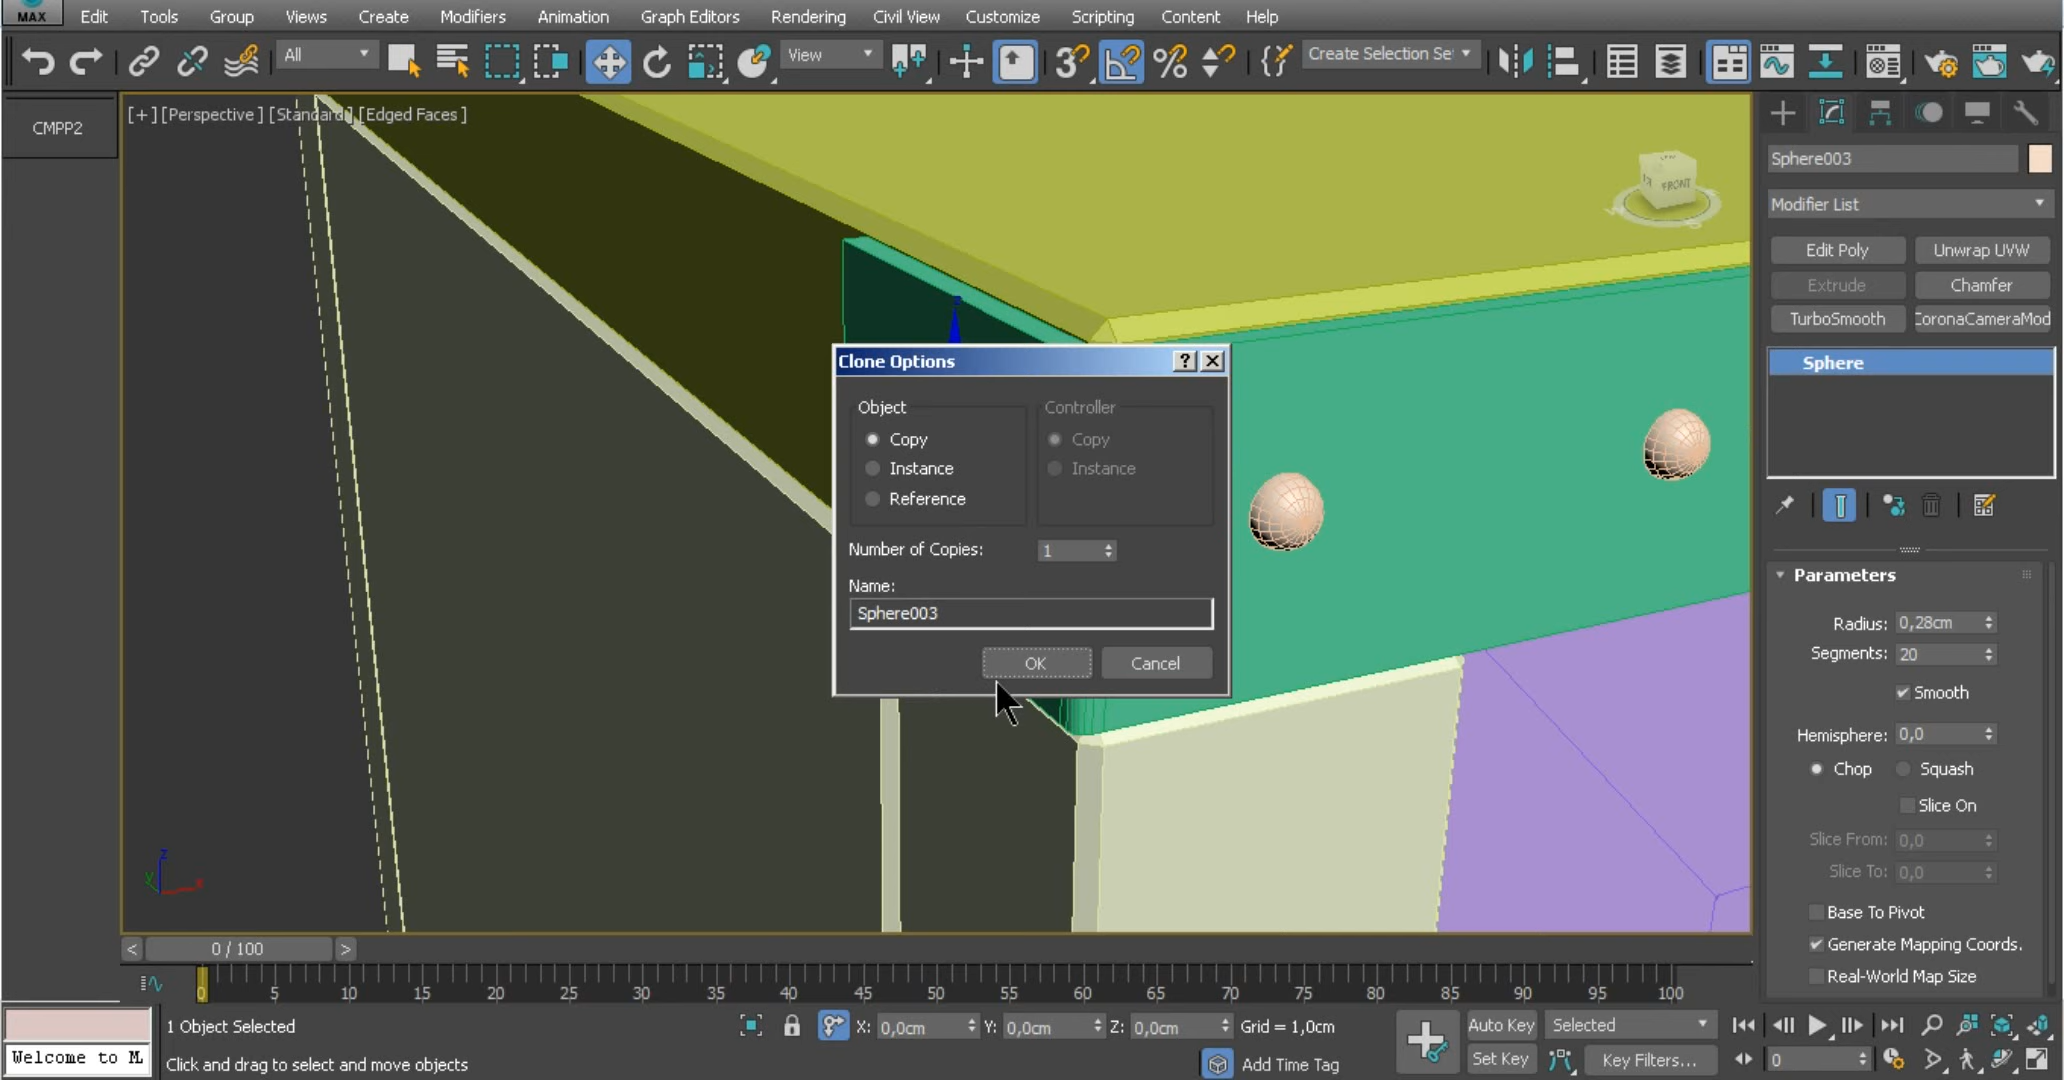 MAX Edit Tools Group Views Create Modifiers Animation Graph Editors Rendering Civil View Customize Scripting Content Help
All View Create Selection Se
CMPP2
[+] [Perspective ] [Standard] [Edged Faces ]
FRONT
Sphere003
Modifier List
Edit Poly Unwrap UVW
Extrude Chamfer
TurboSmooth CoronaCameraMod
Sphere
Clone Options
Object Controller
Copy Copy
Instance Instance
Reference
Number of Copies: 1
Name:
Sphere003
OK Cancel
Parameters
Radius: 0,28cm
Segments: 20
Smooth
Hemisphere: 0,0
Chop Squash
Slice On
Slice From: 0,0
Slice To: 0,0
Base To Pivot
Generate Mapping Coords.
Real-World Map Size
z
z
y x
< 0 / 100 >
0 5 10 15 20 25 30 35 40 45 50 55 60 65 70 75 80 85 90 95 100
1 Object Selected X: 0,0cm Y: 0,0cm Z: 0,0cm Grid = 1,0cm Auto Key Selected
Welcome to M Click and drag to select and move objects Add Time Tag Set Key Key Filters... 0